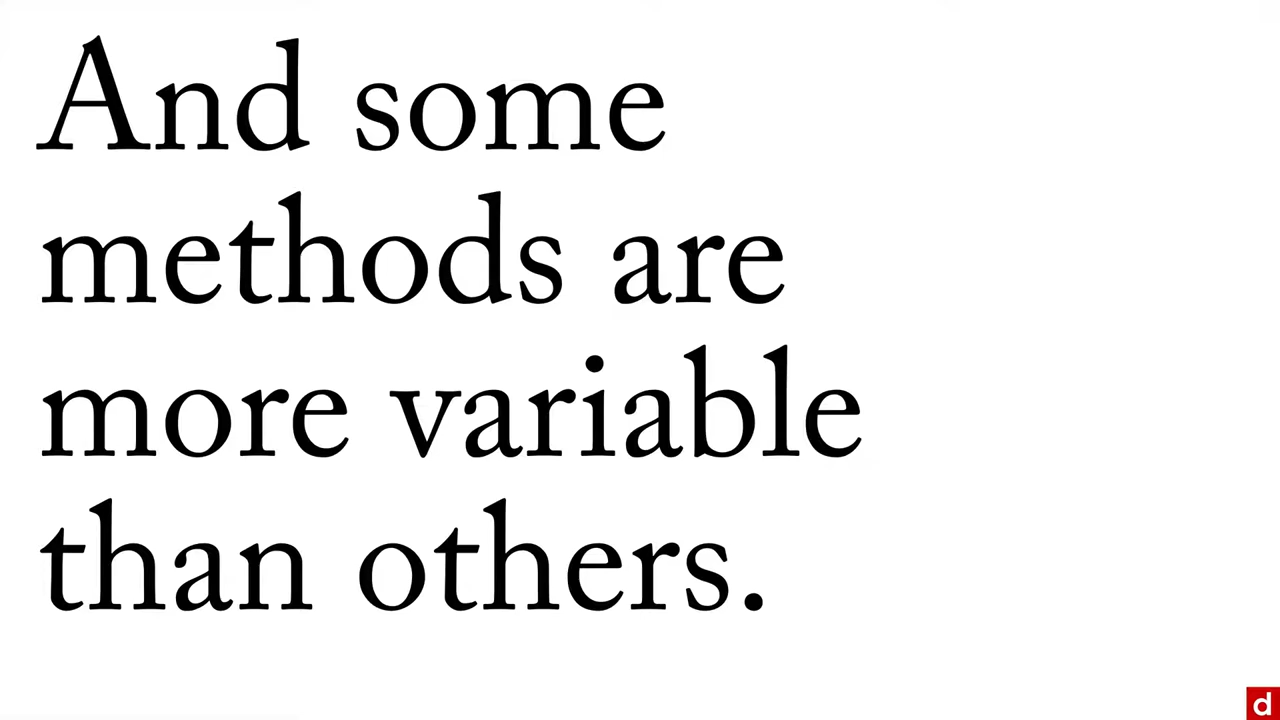 And some
methods are
more variable
than others.
d